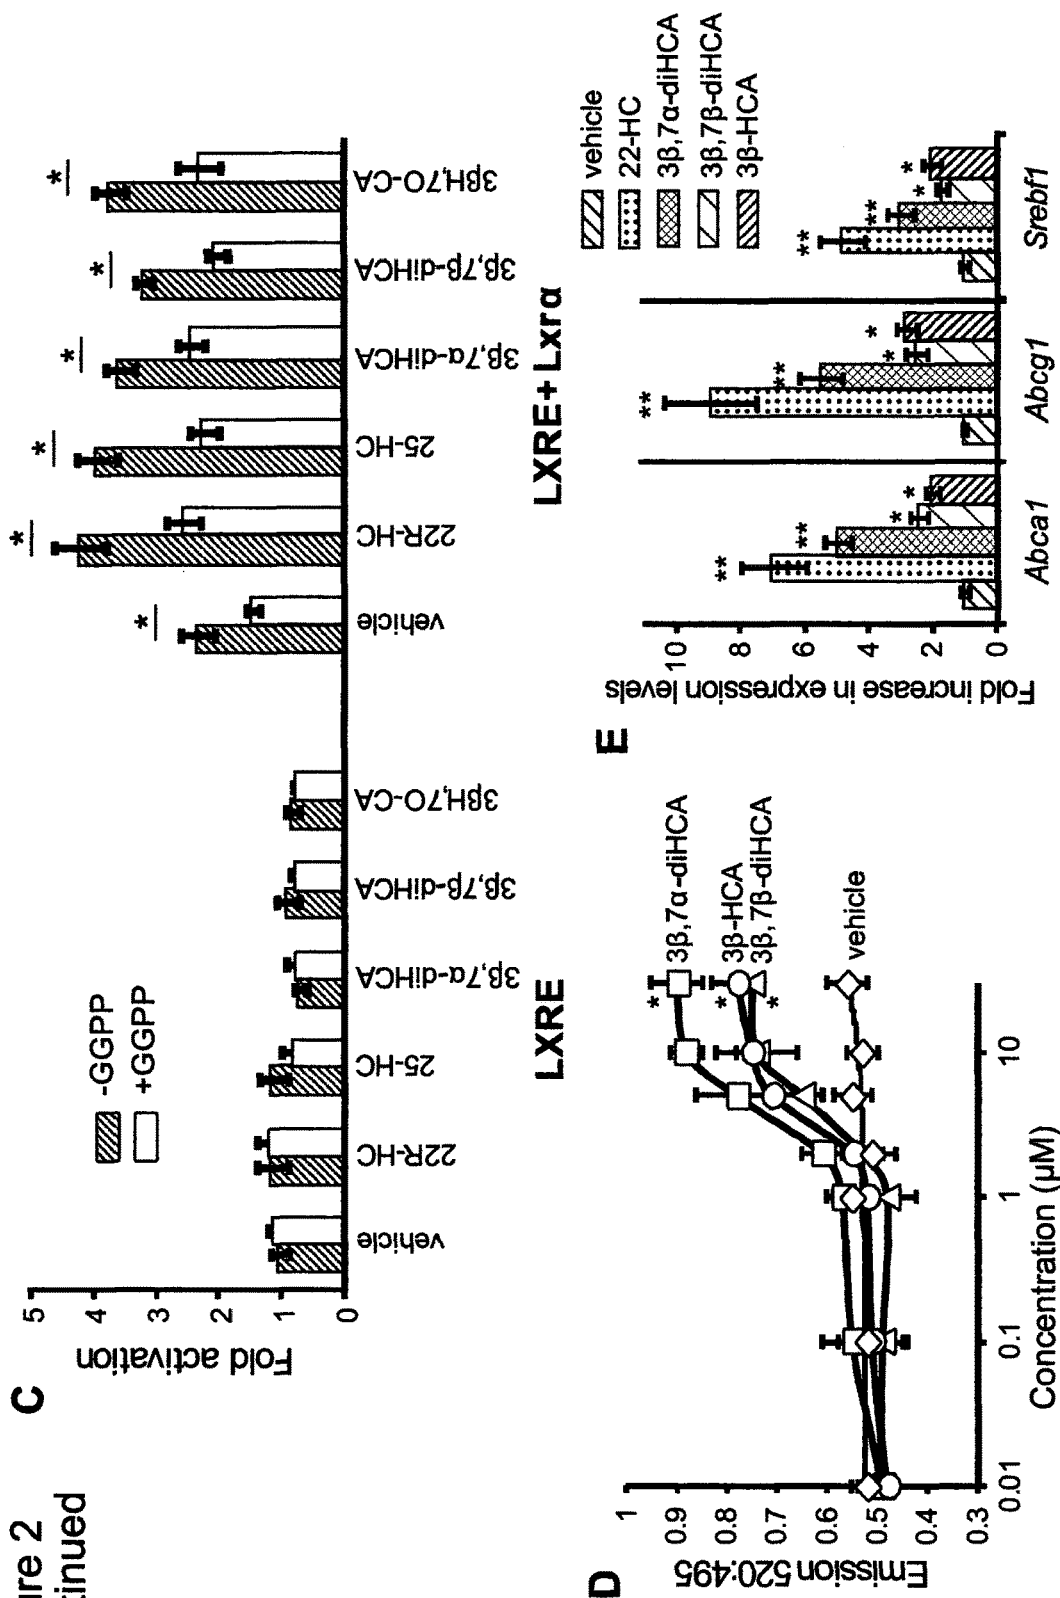 ure 2
tinued
C
Fold activation
5
4
3
2
1
0
-GGPP
+GGPP
vehicle
22R-HC
25-HC
3β,7α-diHCA
3β,7β-diHCA
3βH,7O-CA
vehicle
22R-HC
25-HC
3β,7α-diHCA
3β,7β-diHCA
3βH,7O-CA
* * * * * *
LXRE
LXRE+Lxrα
D
Emission 520:495
1
0.9
0.8
0.7
0.6
0.5
0.4
0.3
0.01
0.1
1
10
Concentration (µM)
3β,7α-diHCA
3β-HCA
3β,7β-diHCA
vehicle
*
*
*
E
Fold increase in expression levels
10
8
6
4
2
0
vehicle
22-HC
3β,7α-diHCA
3β,7β-diHCA
3β-HCA
** ** * *
** ** * *
** ** * *
Abca1
Abcg1
Srebf1